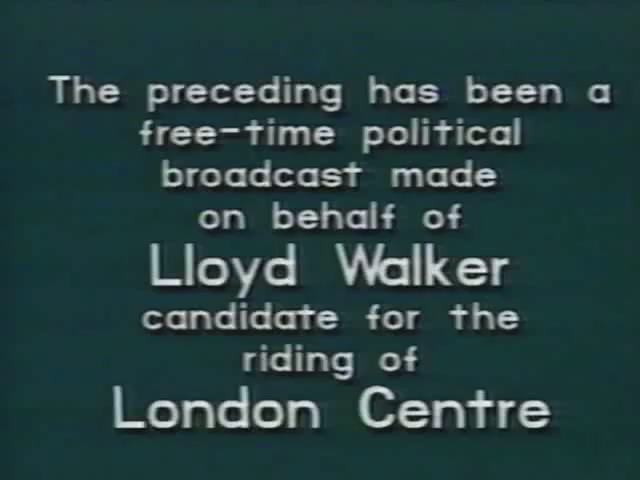 The preceding has been a
free-time political
broadcast made
on behalf of
Lloyd Walker
candidate for the
riding of
London Centre